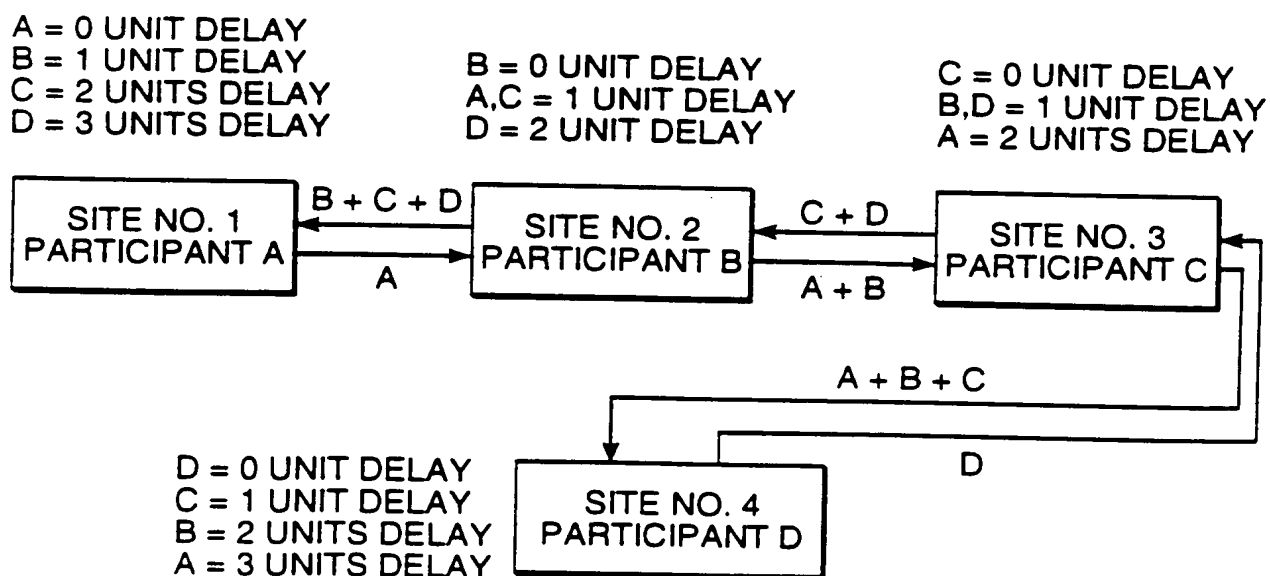 A = 0 UNIT DELAY
B = 1 UNIT DELAY
C = 2 UNITS DELAY
D = 3 UNITS DELAY
B = 0 UNIT DELAY
A,C = 1 UNIT DELAY
D = 2 UNIT DELAY
C = 0 UNIT DELAY
B,D = 1 UNIT DELAY
A = 2 UNITS DELAY
SITE NO. 1
PARTICIPANT A
B + C + D
A
SITE NO. 2
PARTICIPANT B
C + D
A + B
SITE NO. 3
PARTICIPANT C
A + B + C
D
D = 0 UNIT DELAY
C = 1 UNIT DELAY
B = 2 UNITS DELAY
A = 3 UNITS DELAY
SITE NO. 4
PARTICIPANT D